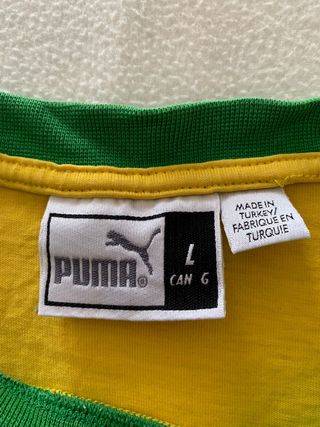 PUMA®
L
CAN G
MADE IN
TURKEY/
FABRIQUE EN
TURQUIE